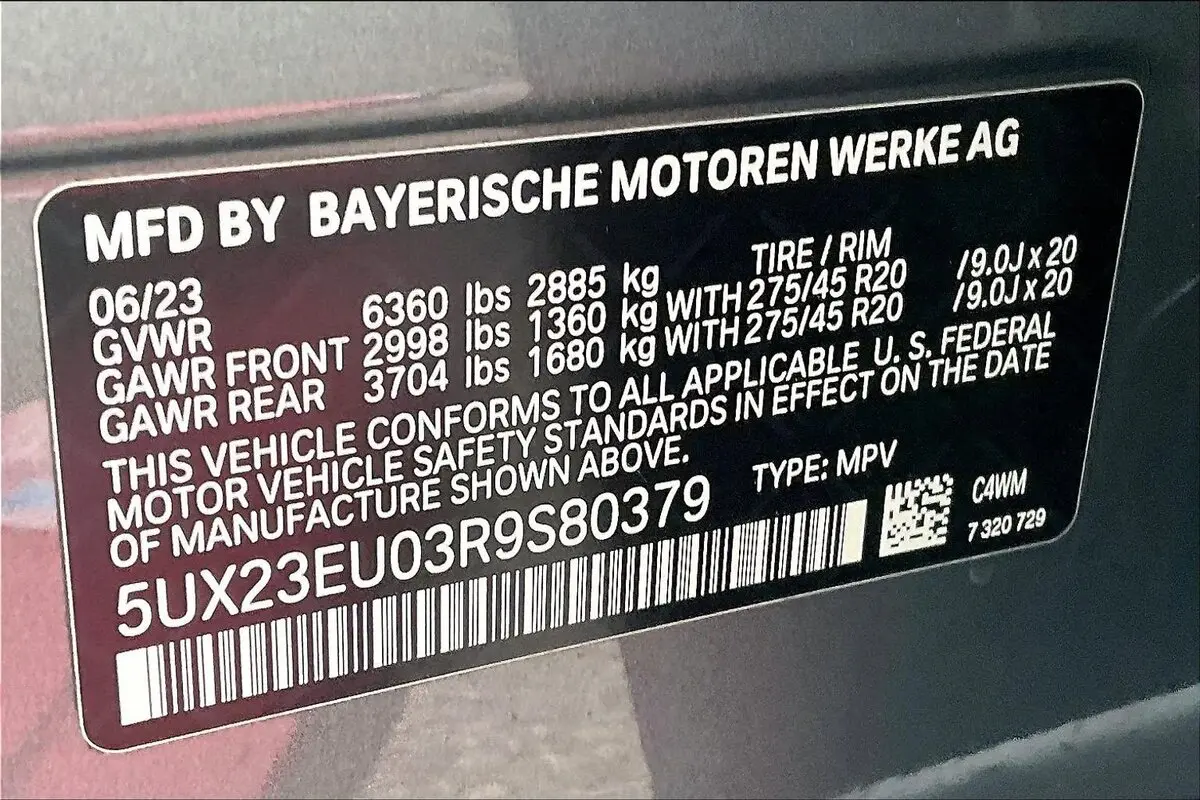 MFD BY BAYERISCHE MOTOREN WERKE AG
06/23 TIRE / RIM
GVWR 6360 lbs 2885 kg
GAWR FRONT 2998 lbs 1360 kg WITH 275/45 R20 /9.0J x 20
GAWR REAR 3704 lbs 1680 kg WITH 275/45 R20 /9.0J x 20
THIS VEHICLE CONFORMS TO ALL APPLICABLE U. S. FEDERAL
MOTOR VEHICLE SAFETY STANDARDS IN EFFECT ON THE DATE
OF MANUFACTURE SHOWN ABOVE.
5UX23EU03R9S80379 TYPE: MPV
C4WM
7 320 729